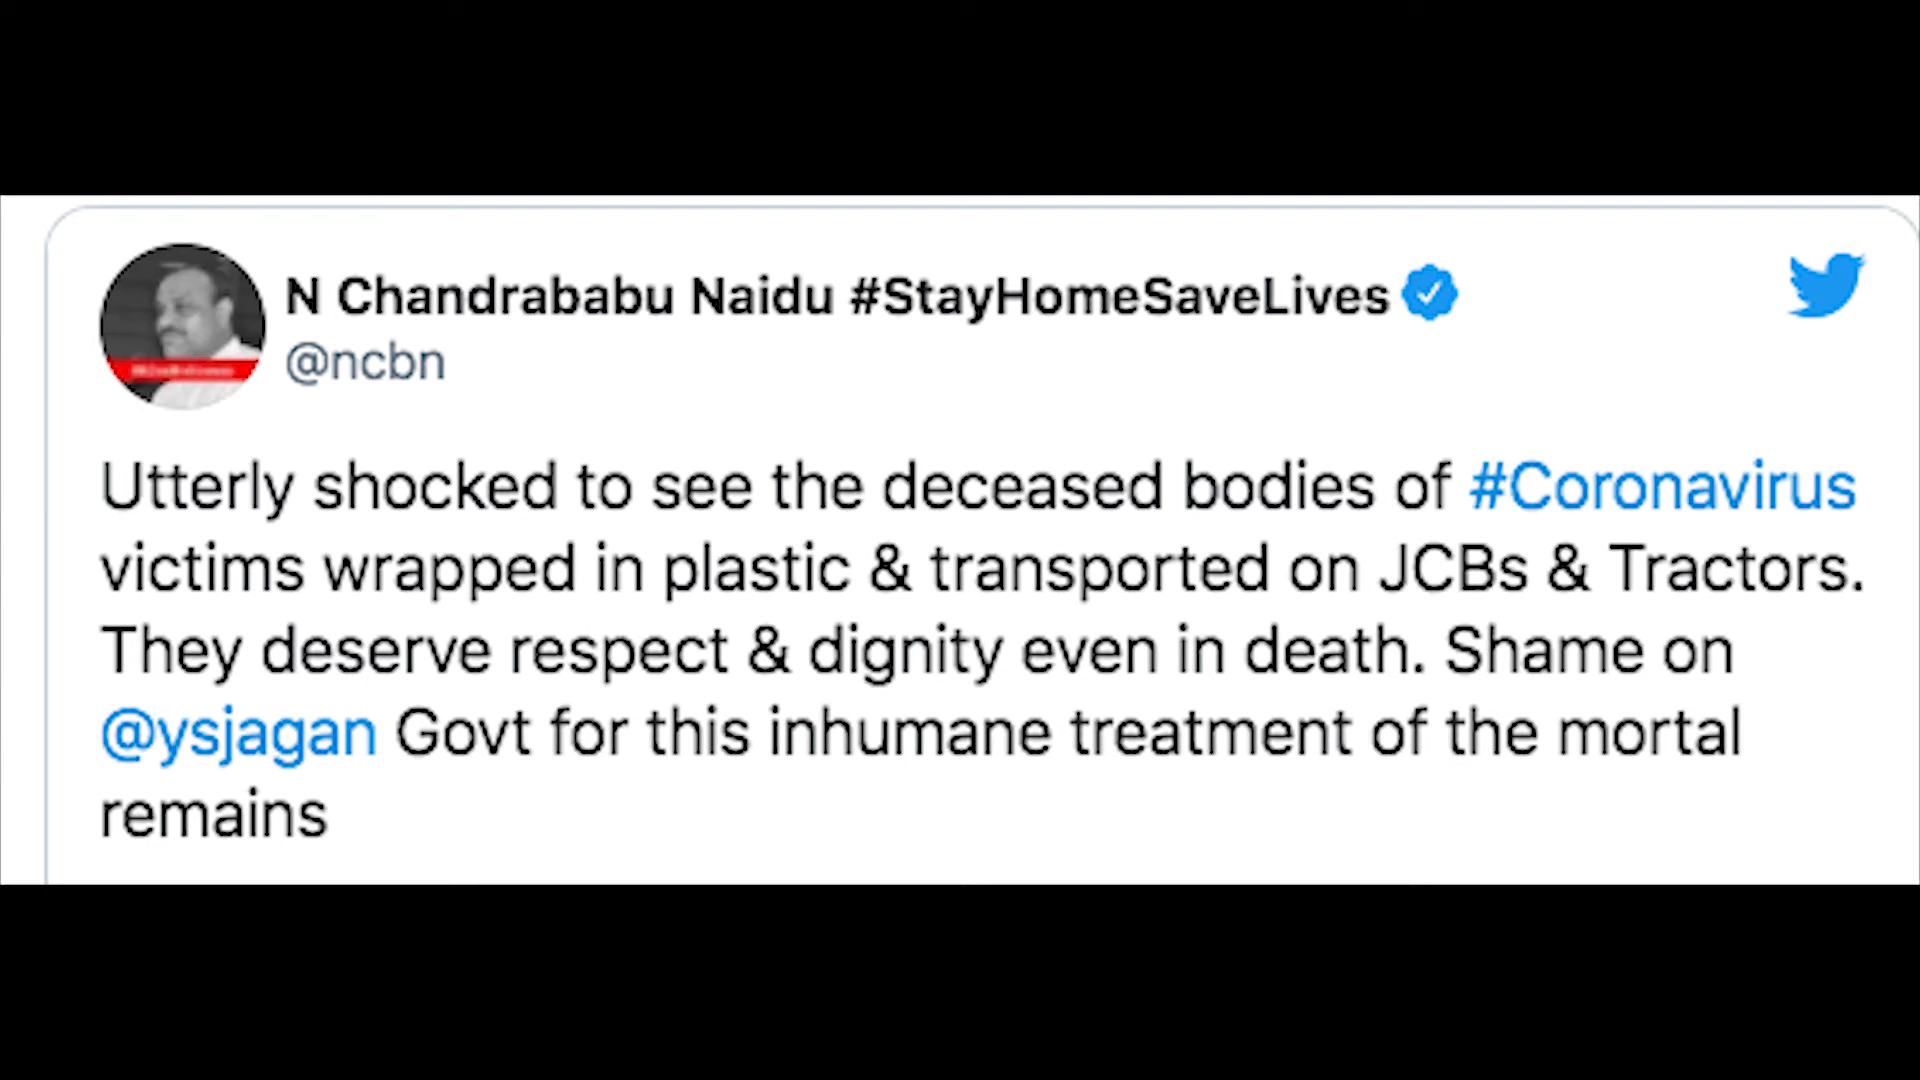 N Chandrababu Naidu #StayHomeSaveLives
@ncbn
Utterly shocked to see the deceased bodies of #Coronavirus
victims wrapped in plastic & transported on JCBs & Tractors.
They deserve respect & dignity even in death. Shame on
@ysjagan Govt for this inhumane treatment of the mortal
remains